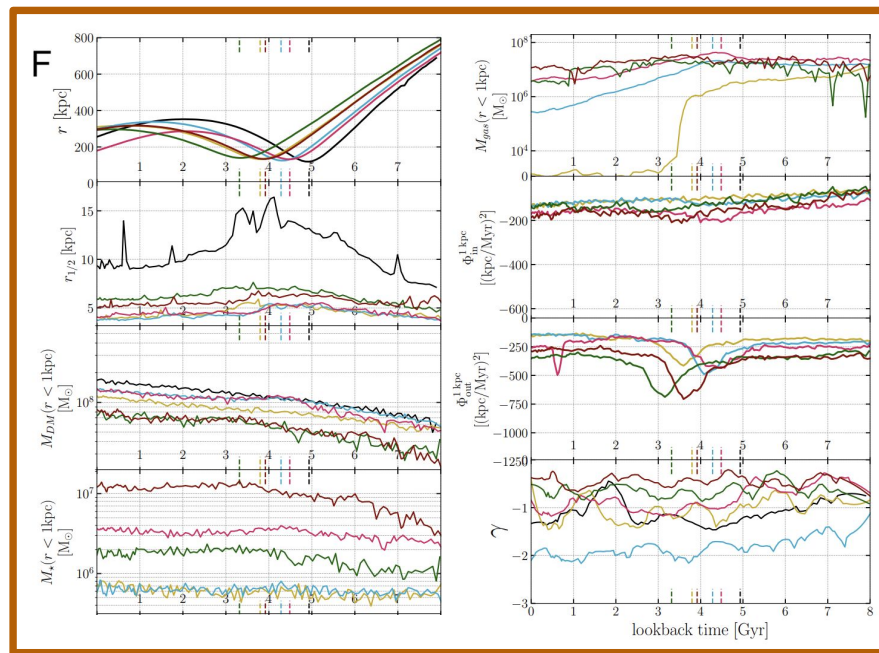 F
800
600
400
200
0
r [kpc]
1 2 3 4 5 6 7
15
10
5
r1/2 [kpc]
1 2 3 4 5 6 7
10^8
M_DM(r < 1kpc)
[M⊙]
1 2 3 4 5 6 7
10^7
10^6
M⋆(r < 1kpc)
[M⊙]
10^8
10^6
10^4
0
M_gas(r < 1kpc)
[M⊙]
1 2 3 4 5 6 7
−200
−400
−600
Φ_in^1 kpc
[(kpc/Myr)^2]
1 2 3 4 5 6 7
0
−250
−500
−750
−1000
−1250
Φ_out^1 kpc
[(kpc/Myr)^2]
1 2 3 4 5 6 7
−1
−2
−3
γ
0 1 2 3 4 5 6 7 8
lookback time [Gyr]